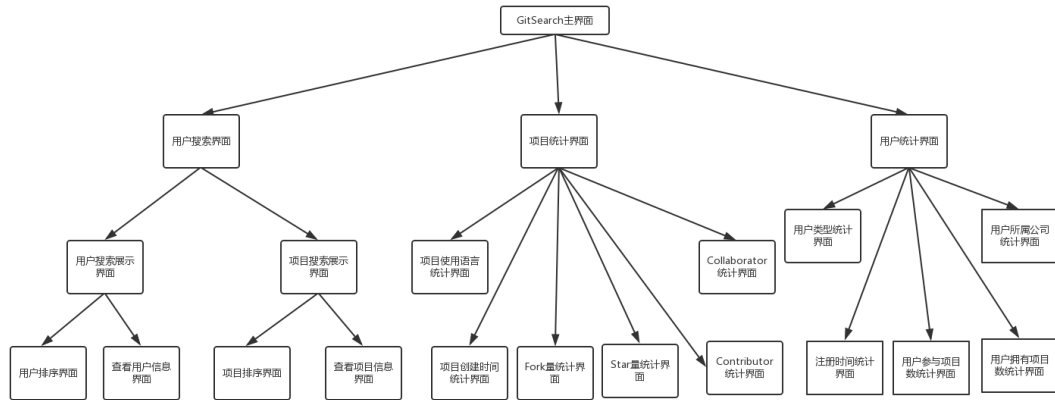 GitSearch主界面
用户搜索界面
项目统计界面
用户统计界面
用户类型统计
界面
用户所属公司
统计界面
用户搜索展示
界面
项目搜索展示
界面
项目使用语言
统计界面
Collaborator
统计界面
用户排序界面
查看用户信息
界面
项目排序界面
查看项目信息
界面
项目创建时间
统计界面
Fork量统计界
面
Star量统计界
面
Contributor
统计界面
注册时间统计
界面
用户参与项目
数统计界面
用户拥有项目
数统计界面